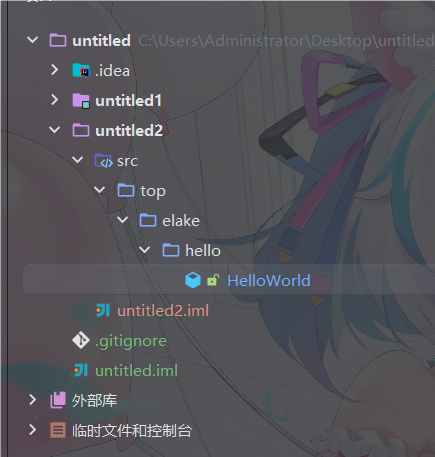 untitled C:\Users\Administrator\Desktop\untitled
.idea
untitled1
untitled2
src
top
elake
hello
HelloWorld
untitled2.iml
.gitignore
untitled.iml
外部库
临时文件和控制台